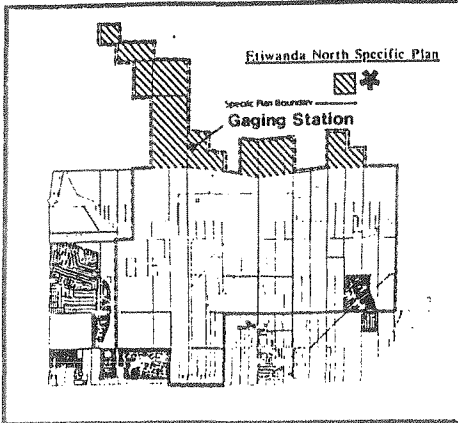 Etiwanda North Specific Plan
Specific Plan Boundary
Gaging Station